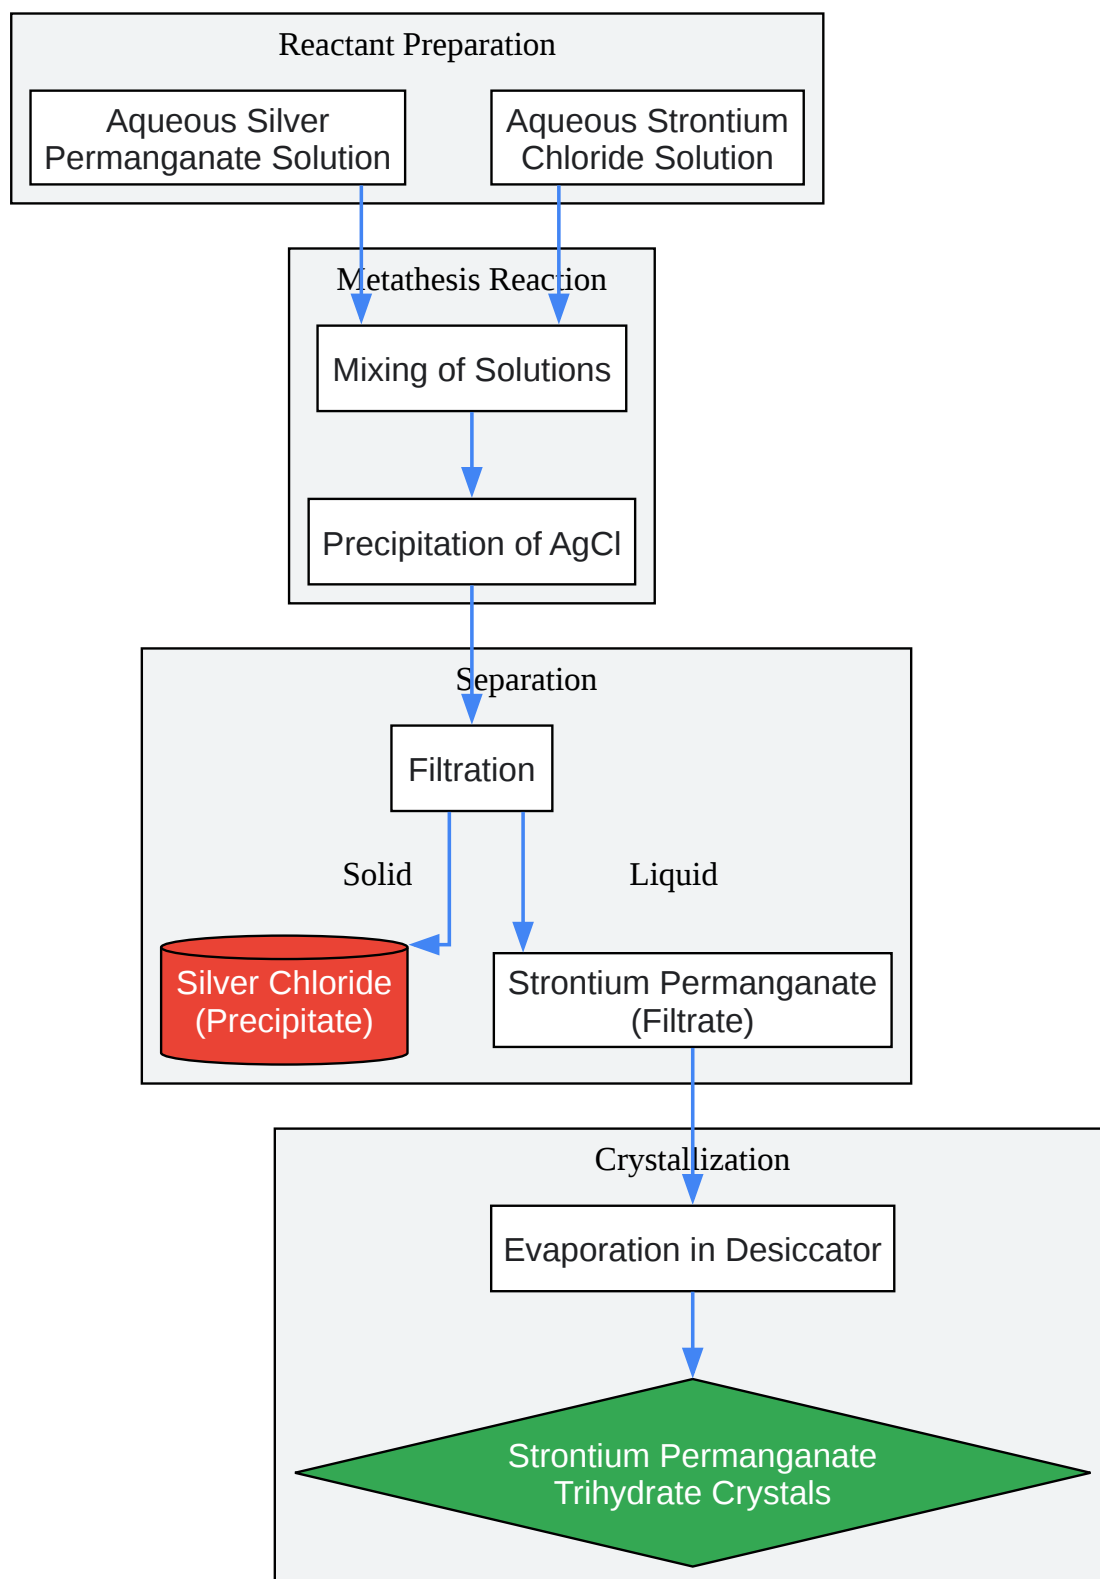 Reactant Preparation
Aqueous Silver
Permanganate Solution
Aqueous Strontium
Chloride Solution
Metathesis Reaction
Mixing of Solutions
Precipitation of AgCl
Separation
Filtration
Solid
Liquid
Silver Chloride
(Precipitate)
Strontium Permanganate
(Filtrate)
Crystallization
Evaporation in Desiccator
Strontium Permanganate
Trihydrate Crystals